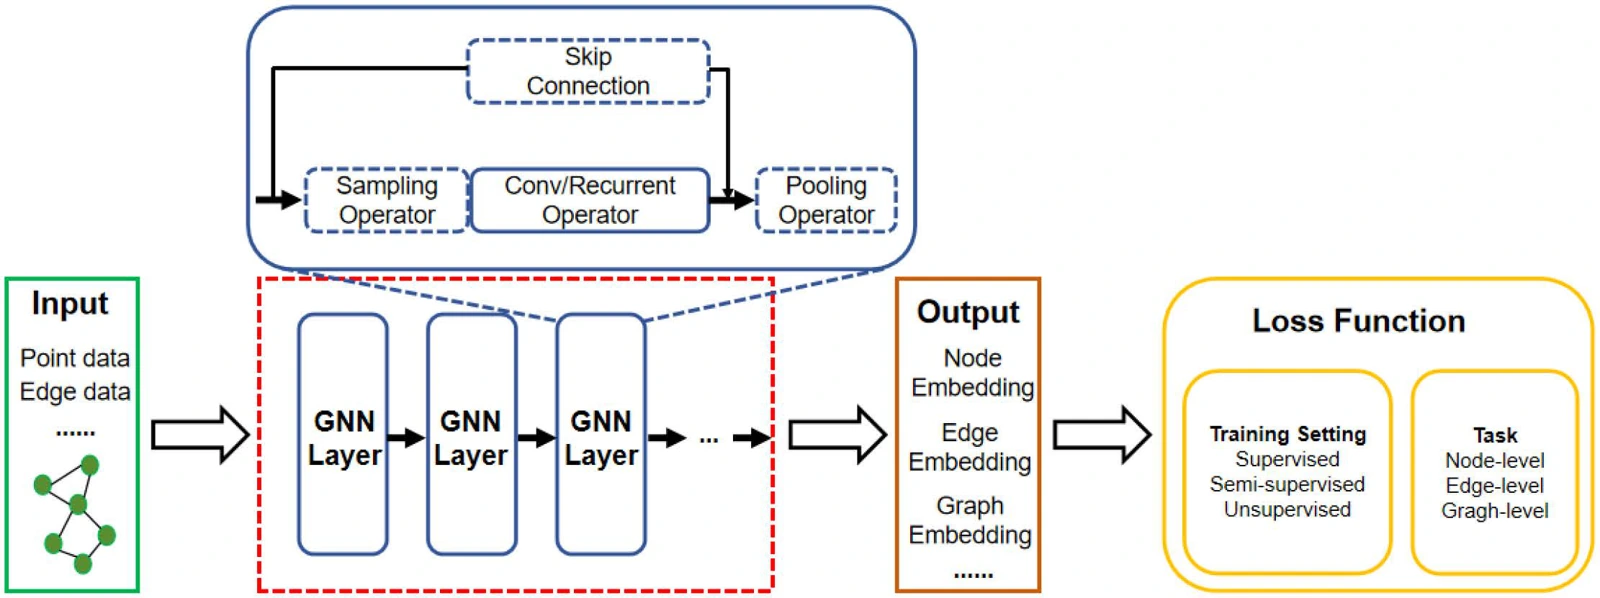 Skip
Connection
Sampling
Operator
Conv/Recurrent
Operator
Pooling
Operator
Input
Point data
Edge data
......
GNN
Layer
GNN
Layer
GNN
Layer
...
Output
Node
Embedding
Edge
Embedding
Graph
Embedding
......
Loss Function
Training Setting
Supervised
Semi-supervised
Unsupervised
Task
Node-level
Edge-level
Gragh-level